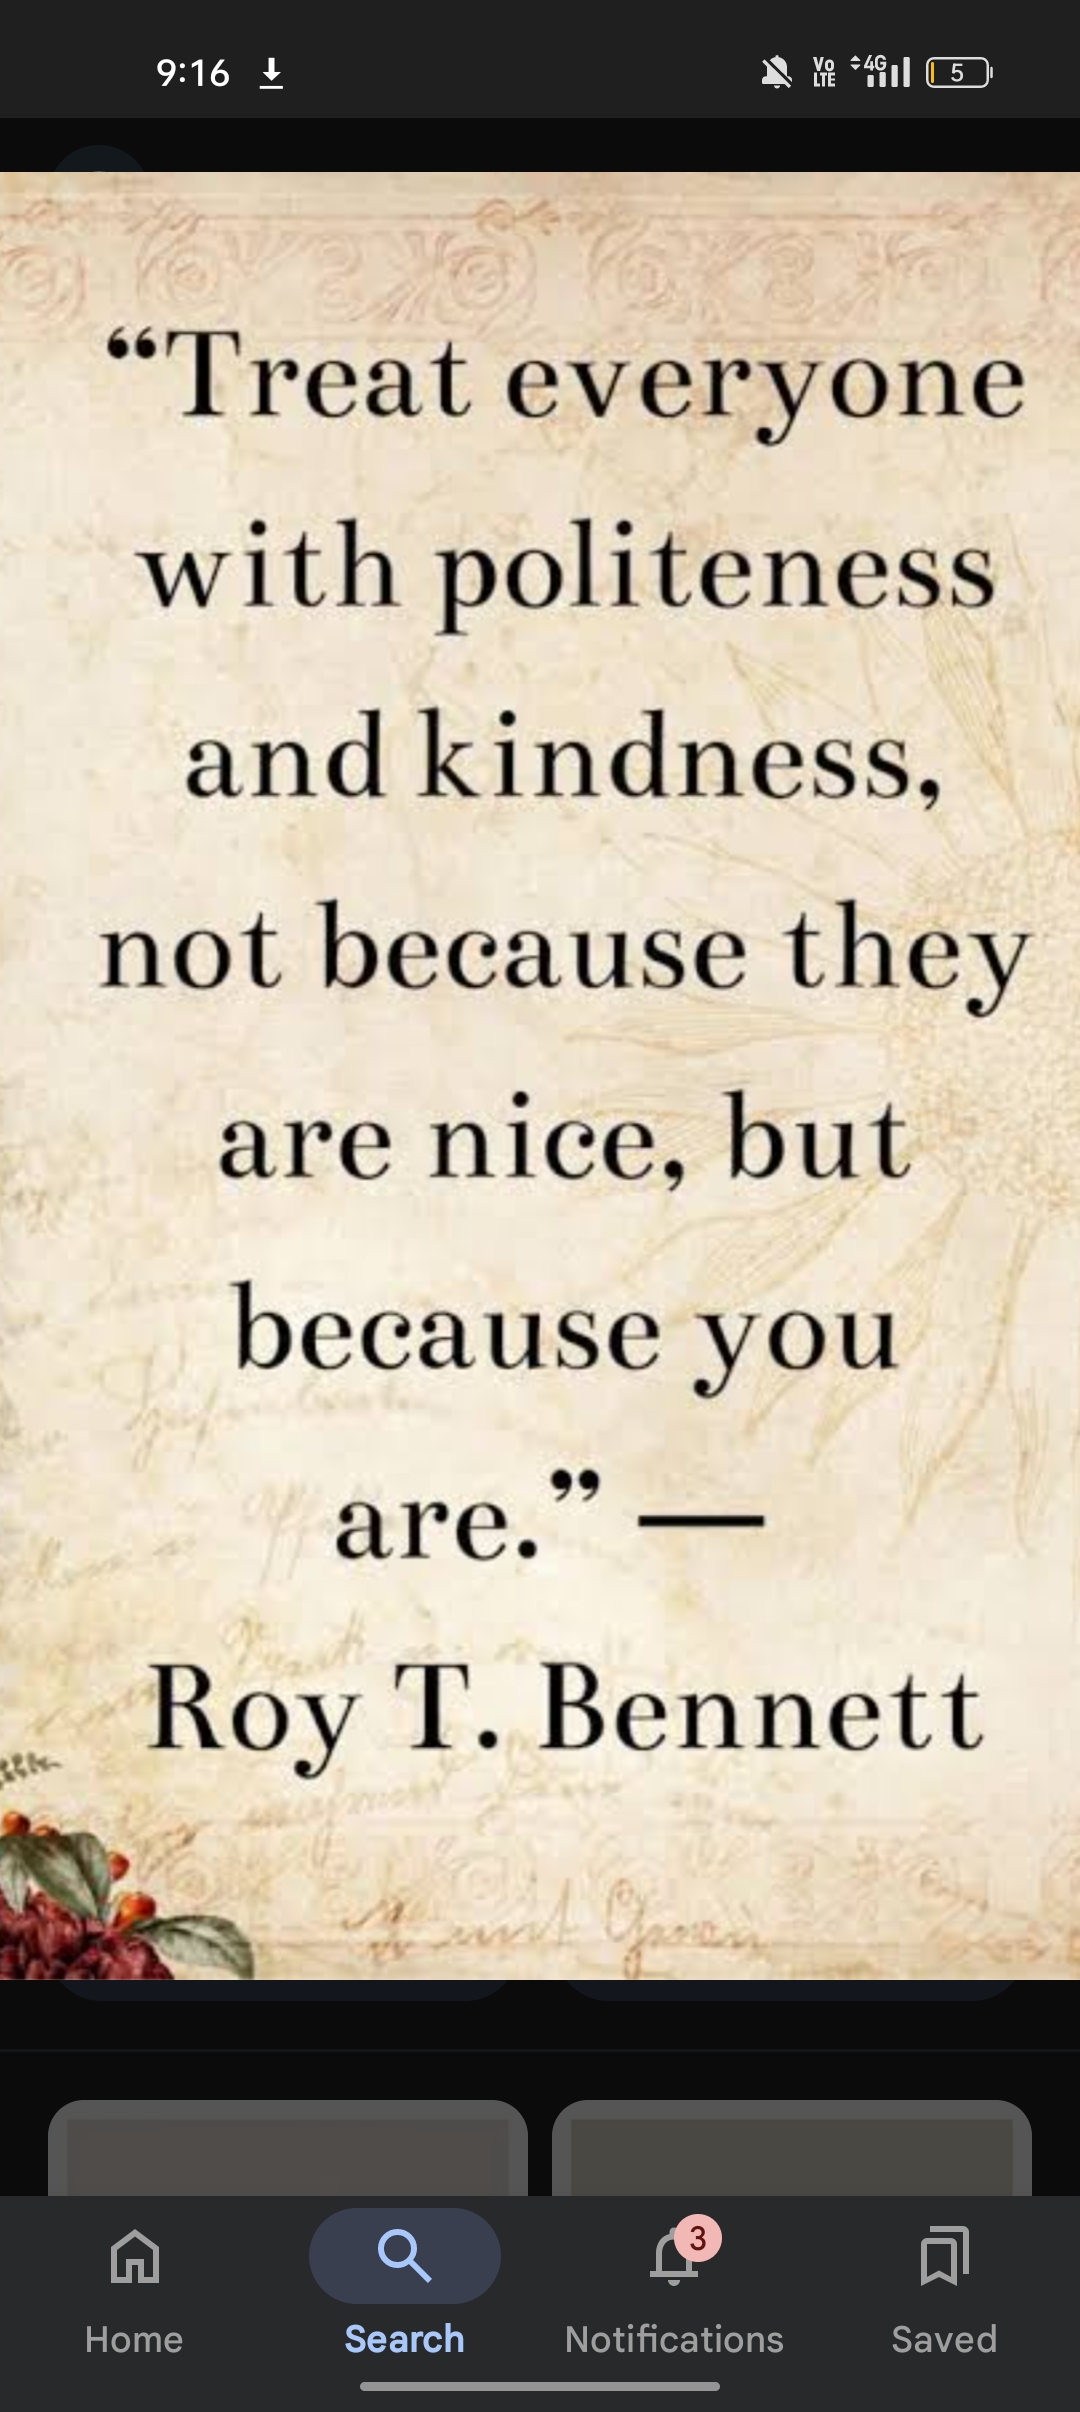 9:16
Vo LTE 4G 5
“Treat everyone
with politeness
and kindness,
not because they
are nice, but
because you
are.” —
Roy T. Bennett
3
Home Search Notifications Saved